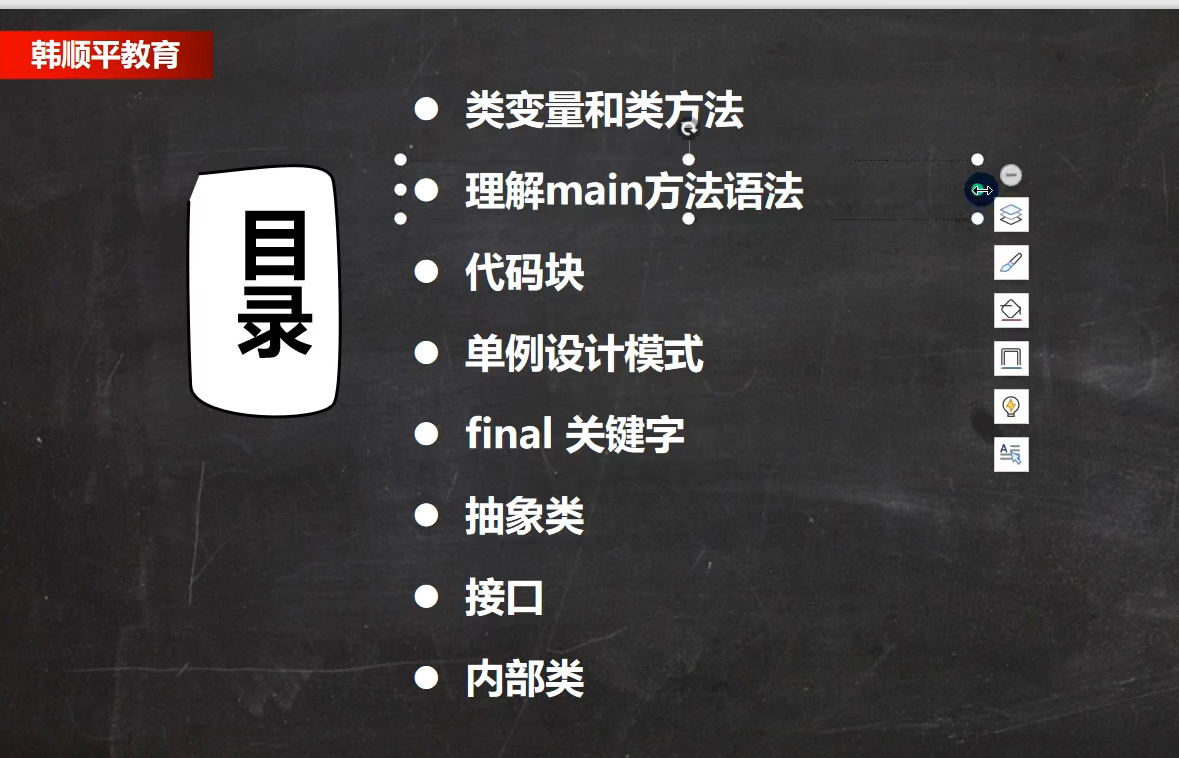 韩顺平教育
目
录
类变量和类方法
理解main方法语法
代码块
单例设计模式
final 关键字
抽象类
接口
内部类